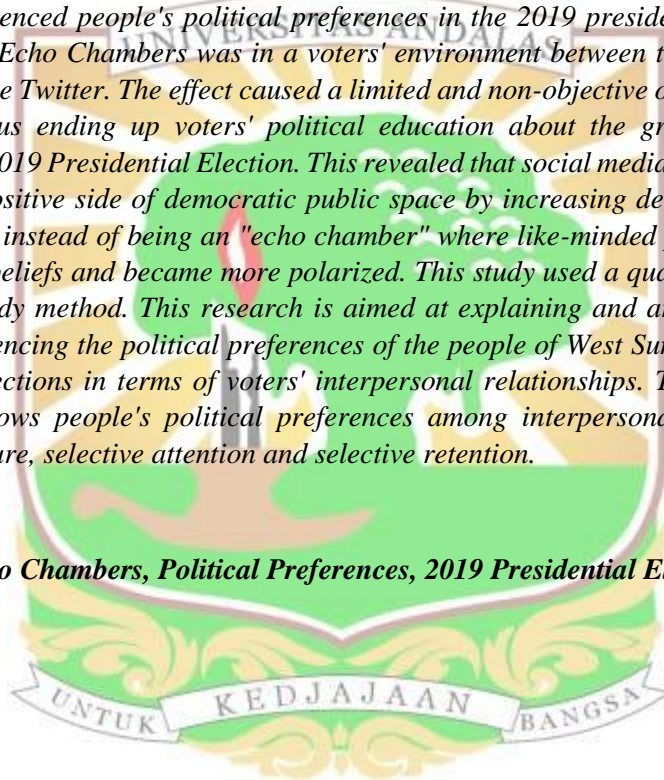 enced people's political preferences in the 2019 preside
Echo Chambers was in a voters' environment between t
e Twitter. The effect caused a limited and non-objective o
us ending up voters' political education about the gr
019 Presidential Election. This revealed that social media
ositive side of democratic public space by increasing de
instead of being an "echo chamber" where like-minded p
eliefs and became more polarized. This study used a qua
dy method. This research is aimed at explaining and an
encing the political preferences of the people of West Su
ections in terms of voters' interpersonal relationships. T
ows people's political preferences among interpersona
ure, selective attention and selective retention.
o Chambers, Political Preferences, 2019 Presidential El
UNIVERSITAS ANDALAS
UNTUK KEDJAJAAN BANGSA